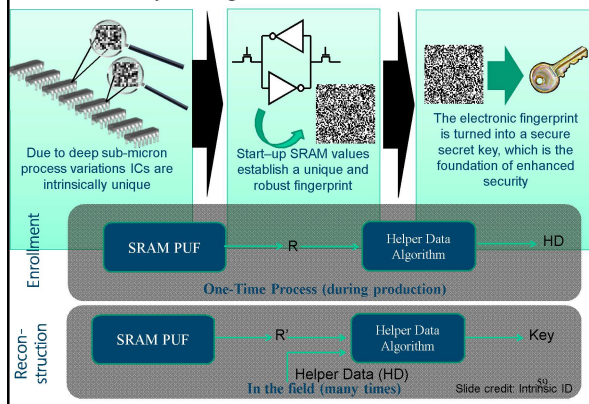 Due to deep sub-micron
process variations ICs are
intrinsically unique
Start–up SRAM values
establish a unique and
robust fingerprint
The electronic fingerprint
is turned into a secure
secret key, which is the
foundation of enhanced
security
Enrollment
SRAM PUF
R
Helper Data
Algorithm
HD
One-Time Process (during production)
Recon-
struction
SRAM PUF
R'
Helper Data
Algorithm
Key
Helper Data (HD)
In the field (many times)
59
Slide credit: Intrinsic ID